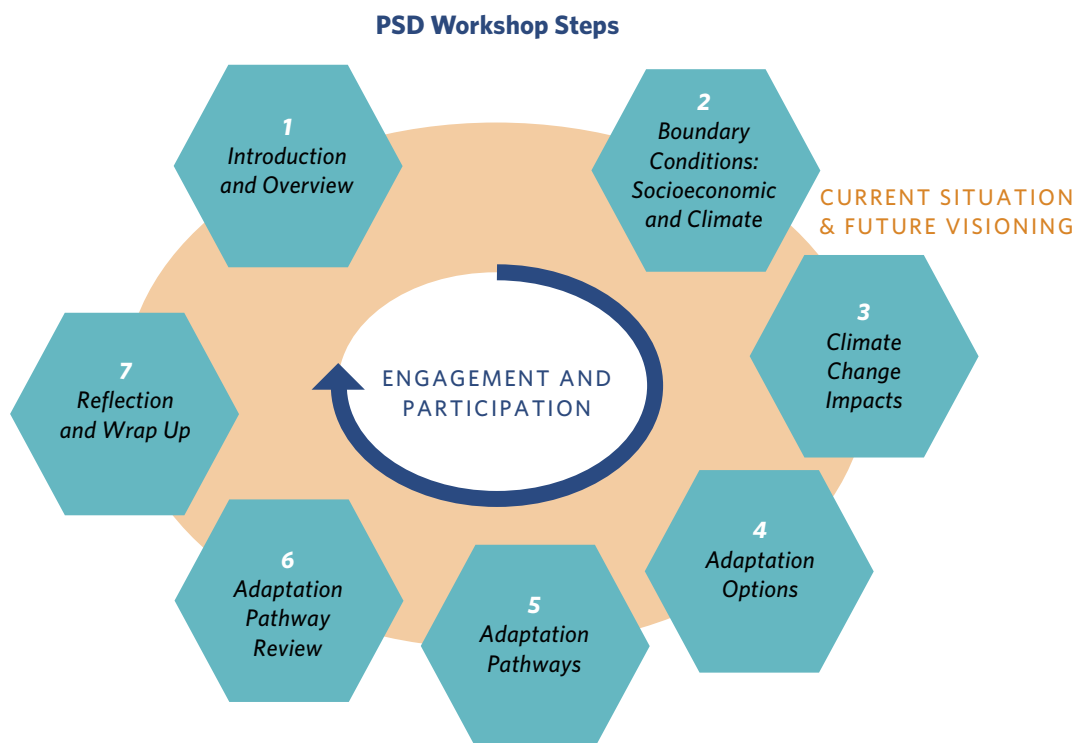 PSD Workshop Steps
1
Introduction
and Overview
2
Boundary
Conditions:
Socioeconomic
and Climate
CURRENT SITUATION
& FUTURE VISIONING
3
Climate
Change
Impacts
4
Adaptation
Options
5
Adaptation
Pathways
6
Adaptation
Pathway
Review
7
Reflection
and Wrap Up
ENGAGEMENT AND
PARTICIPATION